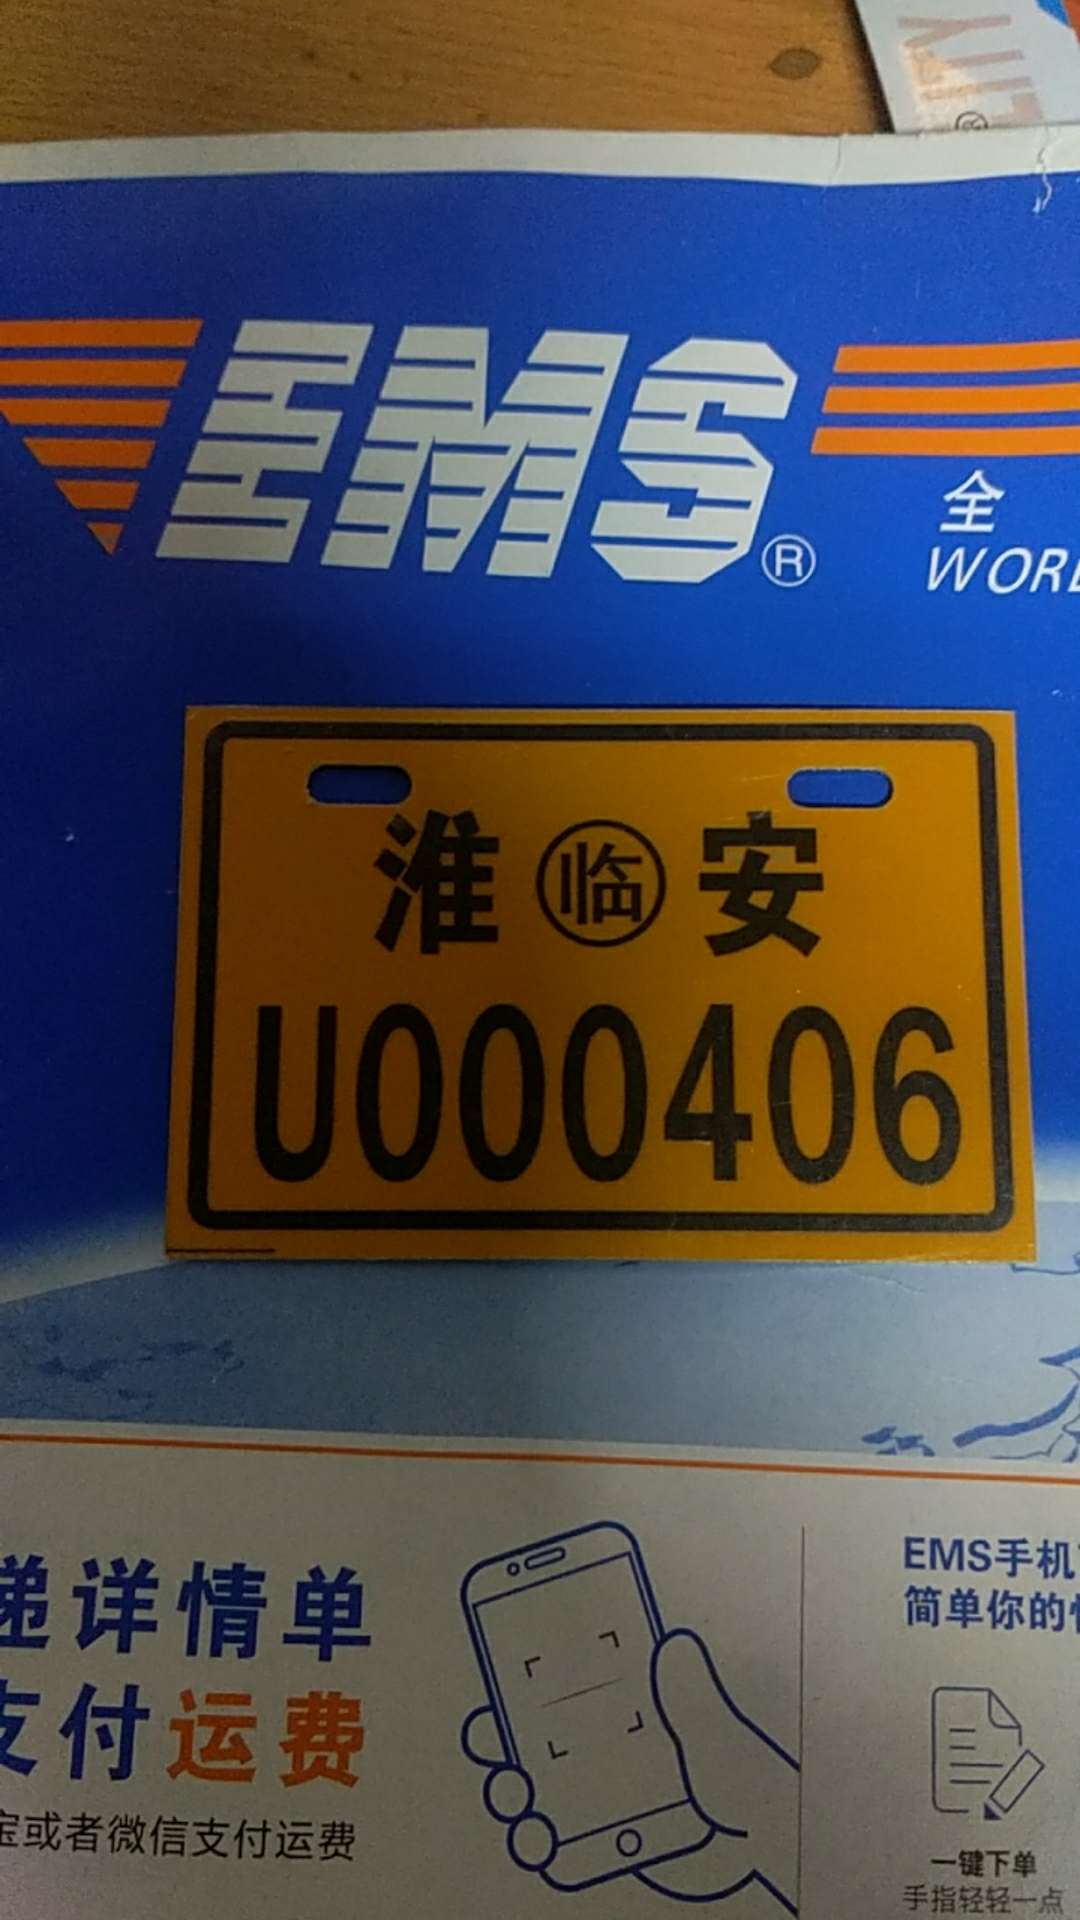 CITY
EMS®
全
WORL
淮 临 安
U000406
递详情单
支付运费
宝或者微信支付运费
EMS手机
简单你的
一键下单
手指轻轻一点